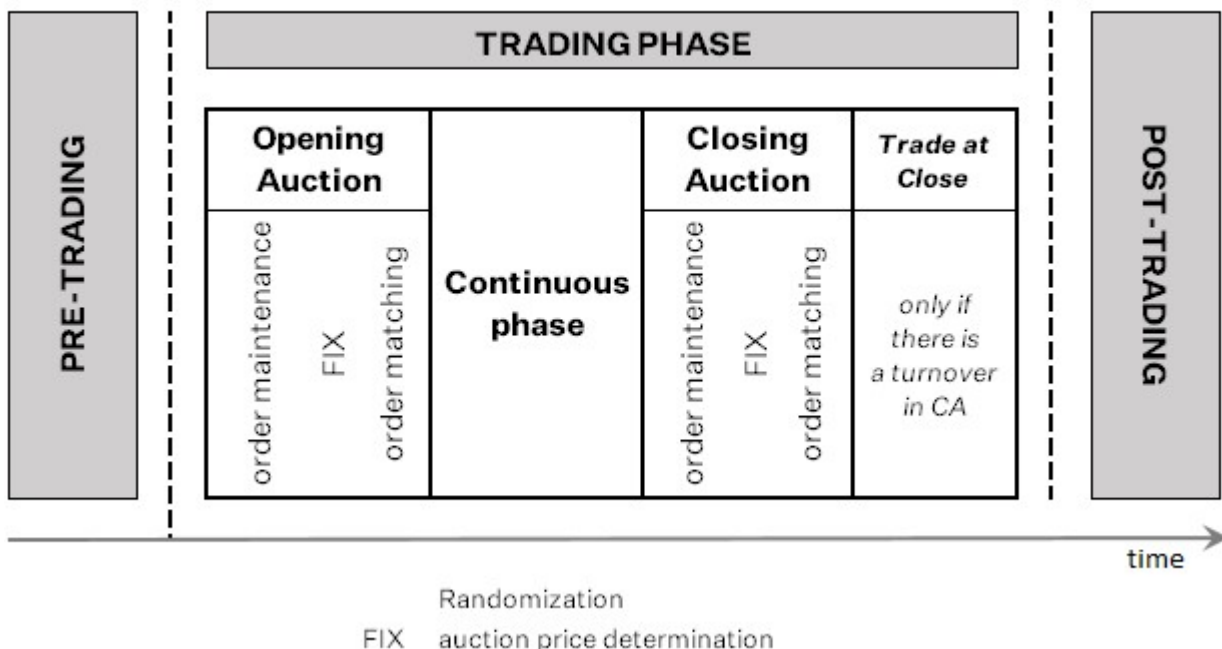 PRE-TRADING
TRADING PHASE
Opening
Auction
order maintenance
FIX
order matching
Continuous
phase
Closing
Auction
order maintenance
FIX
order matching
Trade at
Close
only if
there is
a turnover
in CA
POST-TRADING
time
Randomization
FIX auction price determination